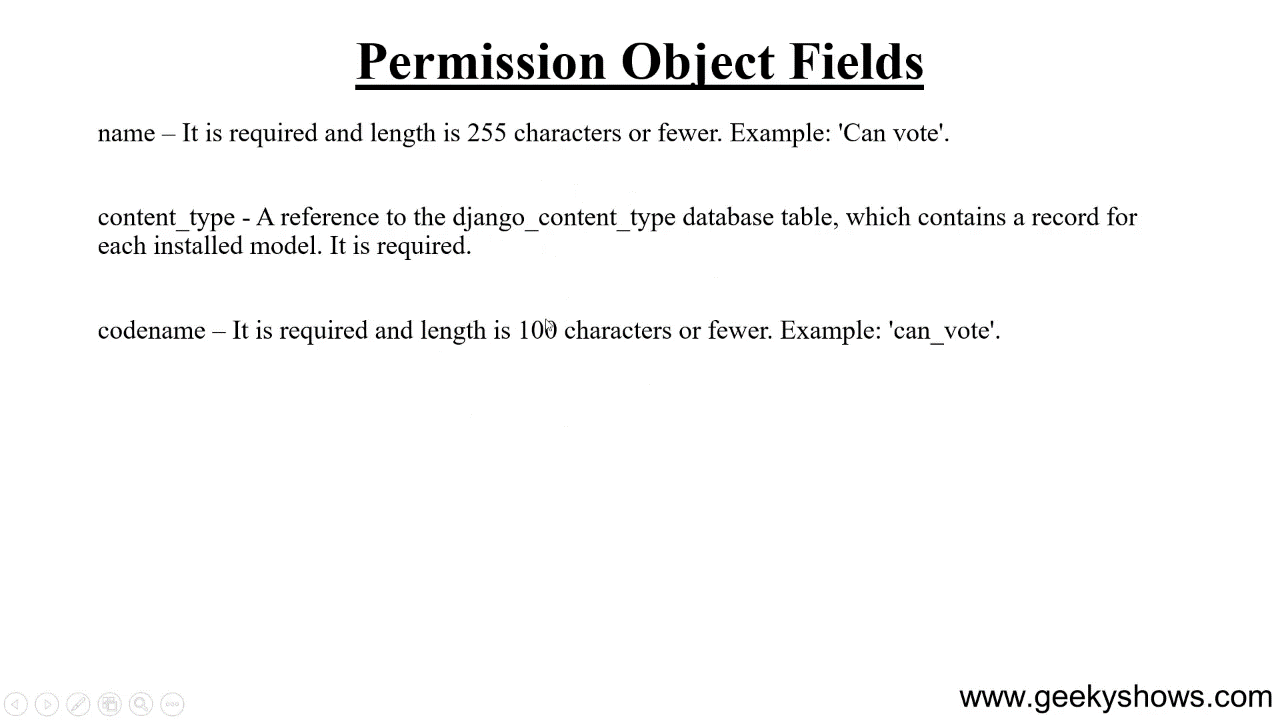 Permission Object Fields
name – It is required and length is 255 characters or fewer. Example: 'Can vote'.
content_type - A reference to the django_content_type database table, which contains a record for
each installed model. It is required.
codename – It is required and length is 100 characters or fewer. Example: 'can_vote'.
www.geekyshows.com